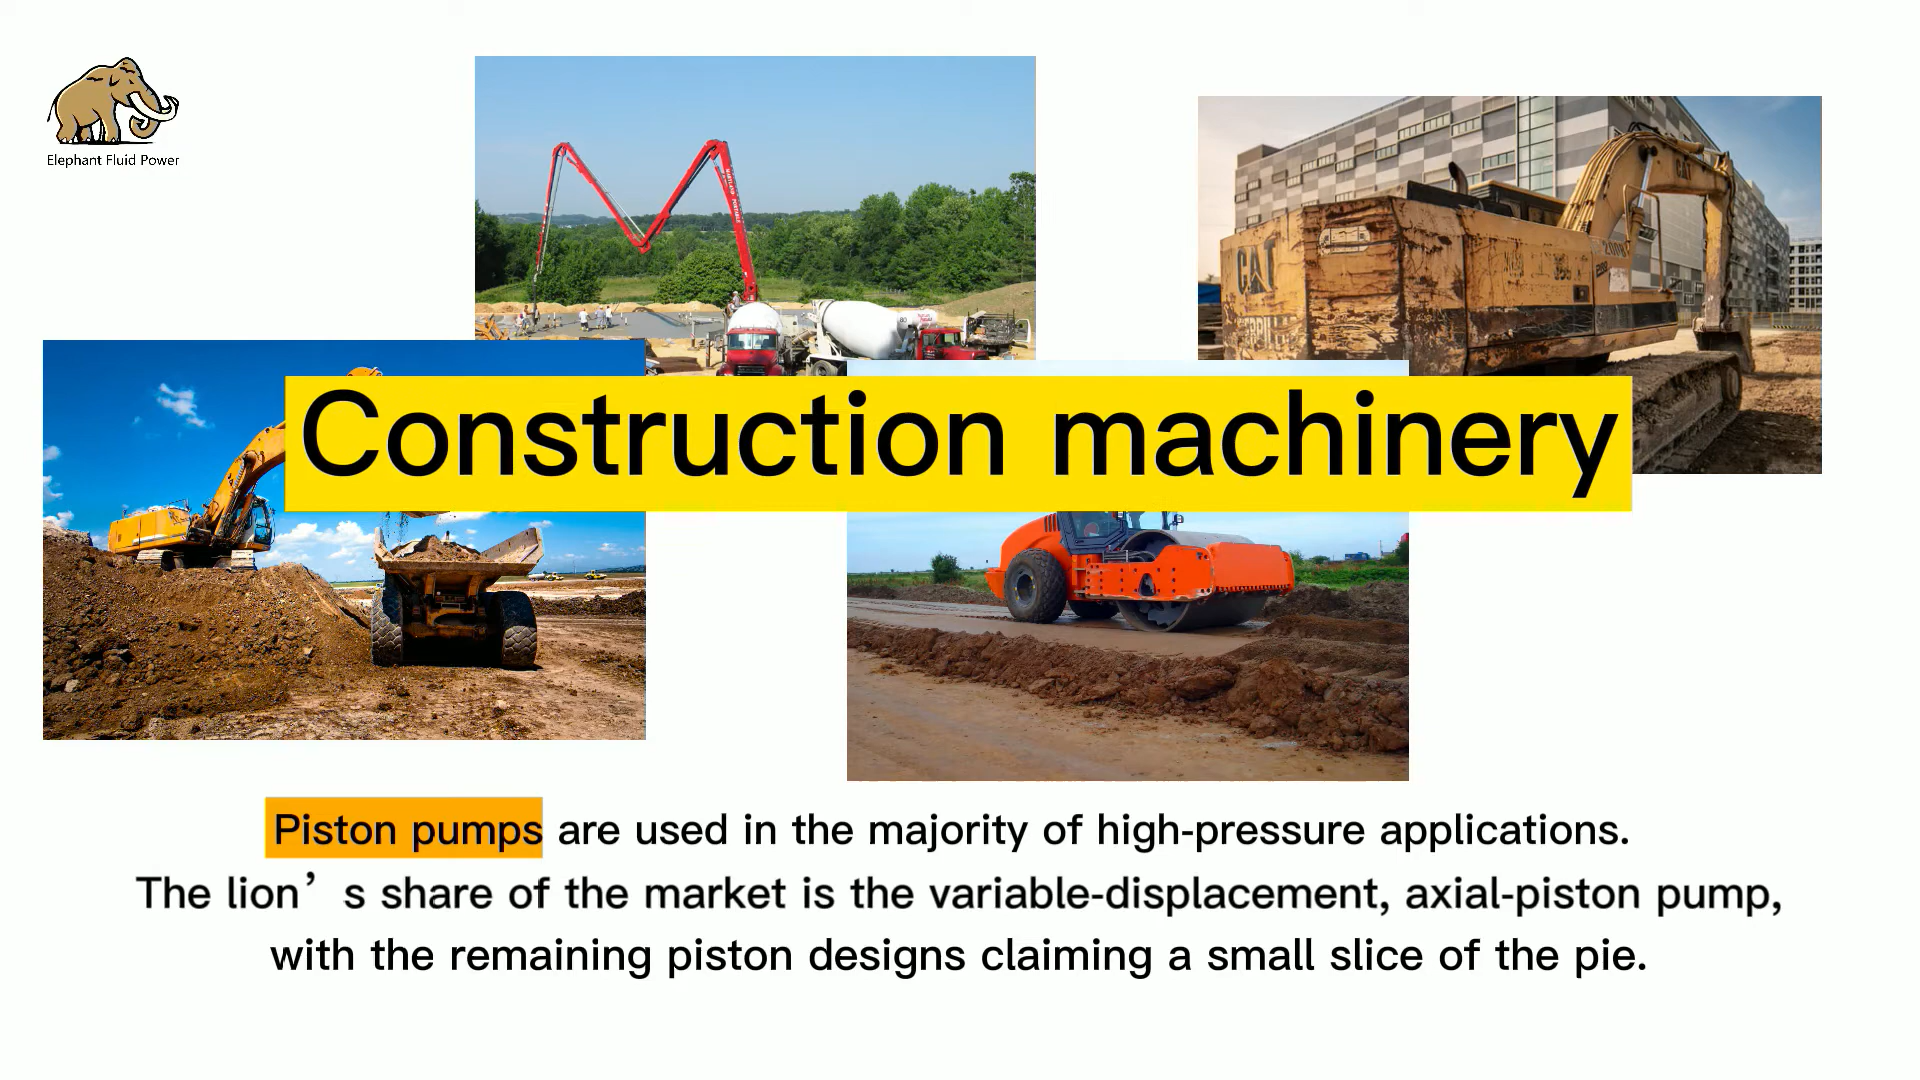 Elephant Fluid Power
CAT
CAT
Construction machinery
Piston pumps are used in the majority of high-pressure applications.
The lion’s share of the market is the variable-displacement, axial-piston pump,
with the remaining piston designs claiming a small slice of the pie.